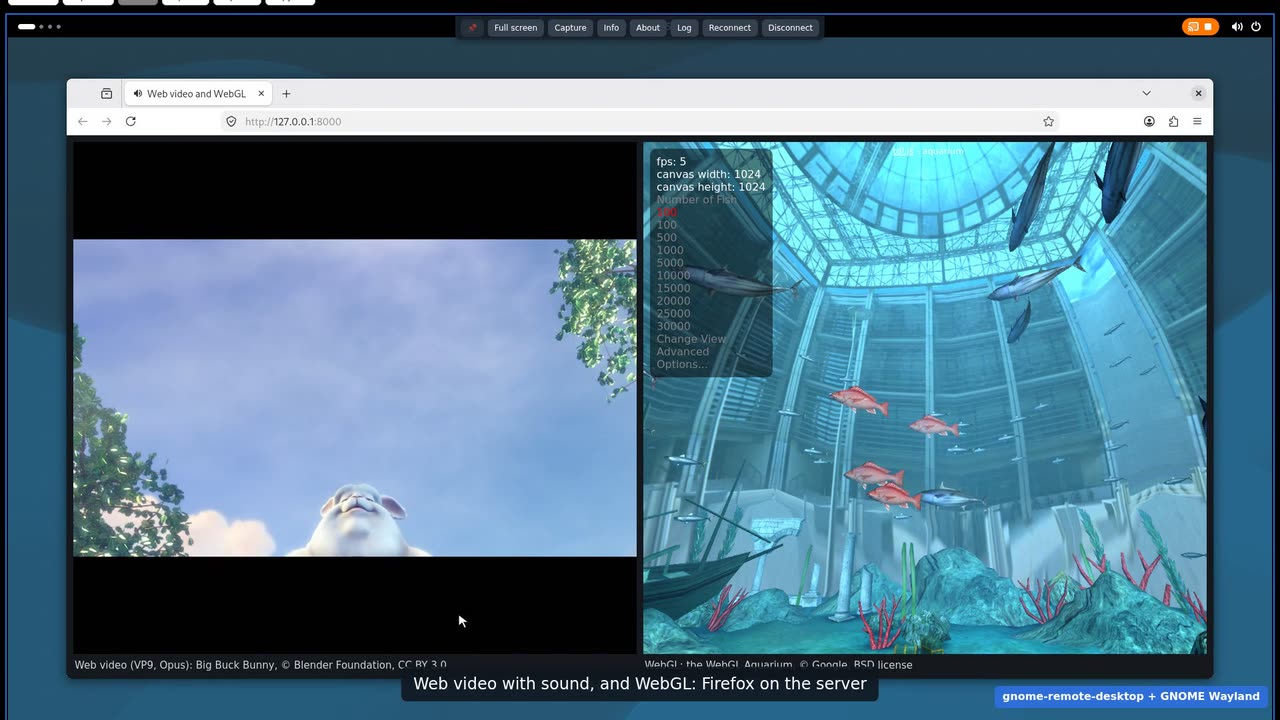 Full screen Capture Info About Log Reconnect Disconnect
Web video and WebGL
http://127.0.0.1:8000
fps: 5
canvas width: 1024
canvas height: 1024
Number of Fish
100
500
1000
5000
10000
15000
20000
25000
30000
Change View
Advanced
Options...
aquarium
Web video (VP9, Opus): Big Buck Bunny, © Blender Foundation, CC BY 3.0
WebGL: the WebGL Aquarium, © Google, BSD license
Web video with sound, and WebGL: Firefox on the server
gnome-remote-desktop + GNOME Wayland